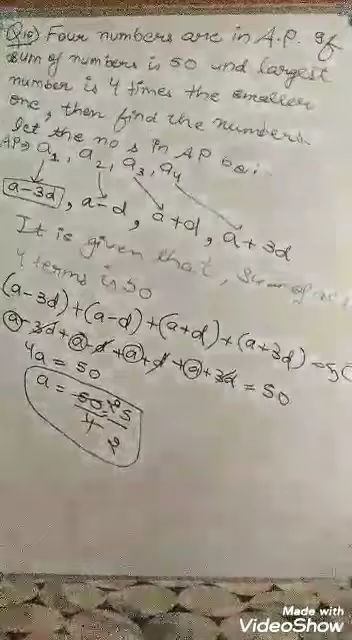 Q.10) Four numbers are in A.P. If
sum of numbers is 50 and largest
number is 4 times the smaller
one, then find the numbers.
let the no s in AP be:-
AP⇒ a₁, a₂, a₃, a₄
a-3d, a-d, a+d, a+3d
It is given that, Sum of
4 terms is 50
(a-3d)+(a-d)+(a+d)+(a+3d)=50
a-3d+a-d+a+d+a+3d=50
4a = 50
a = 50 25
4 2
Made with
VideoShow